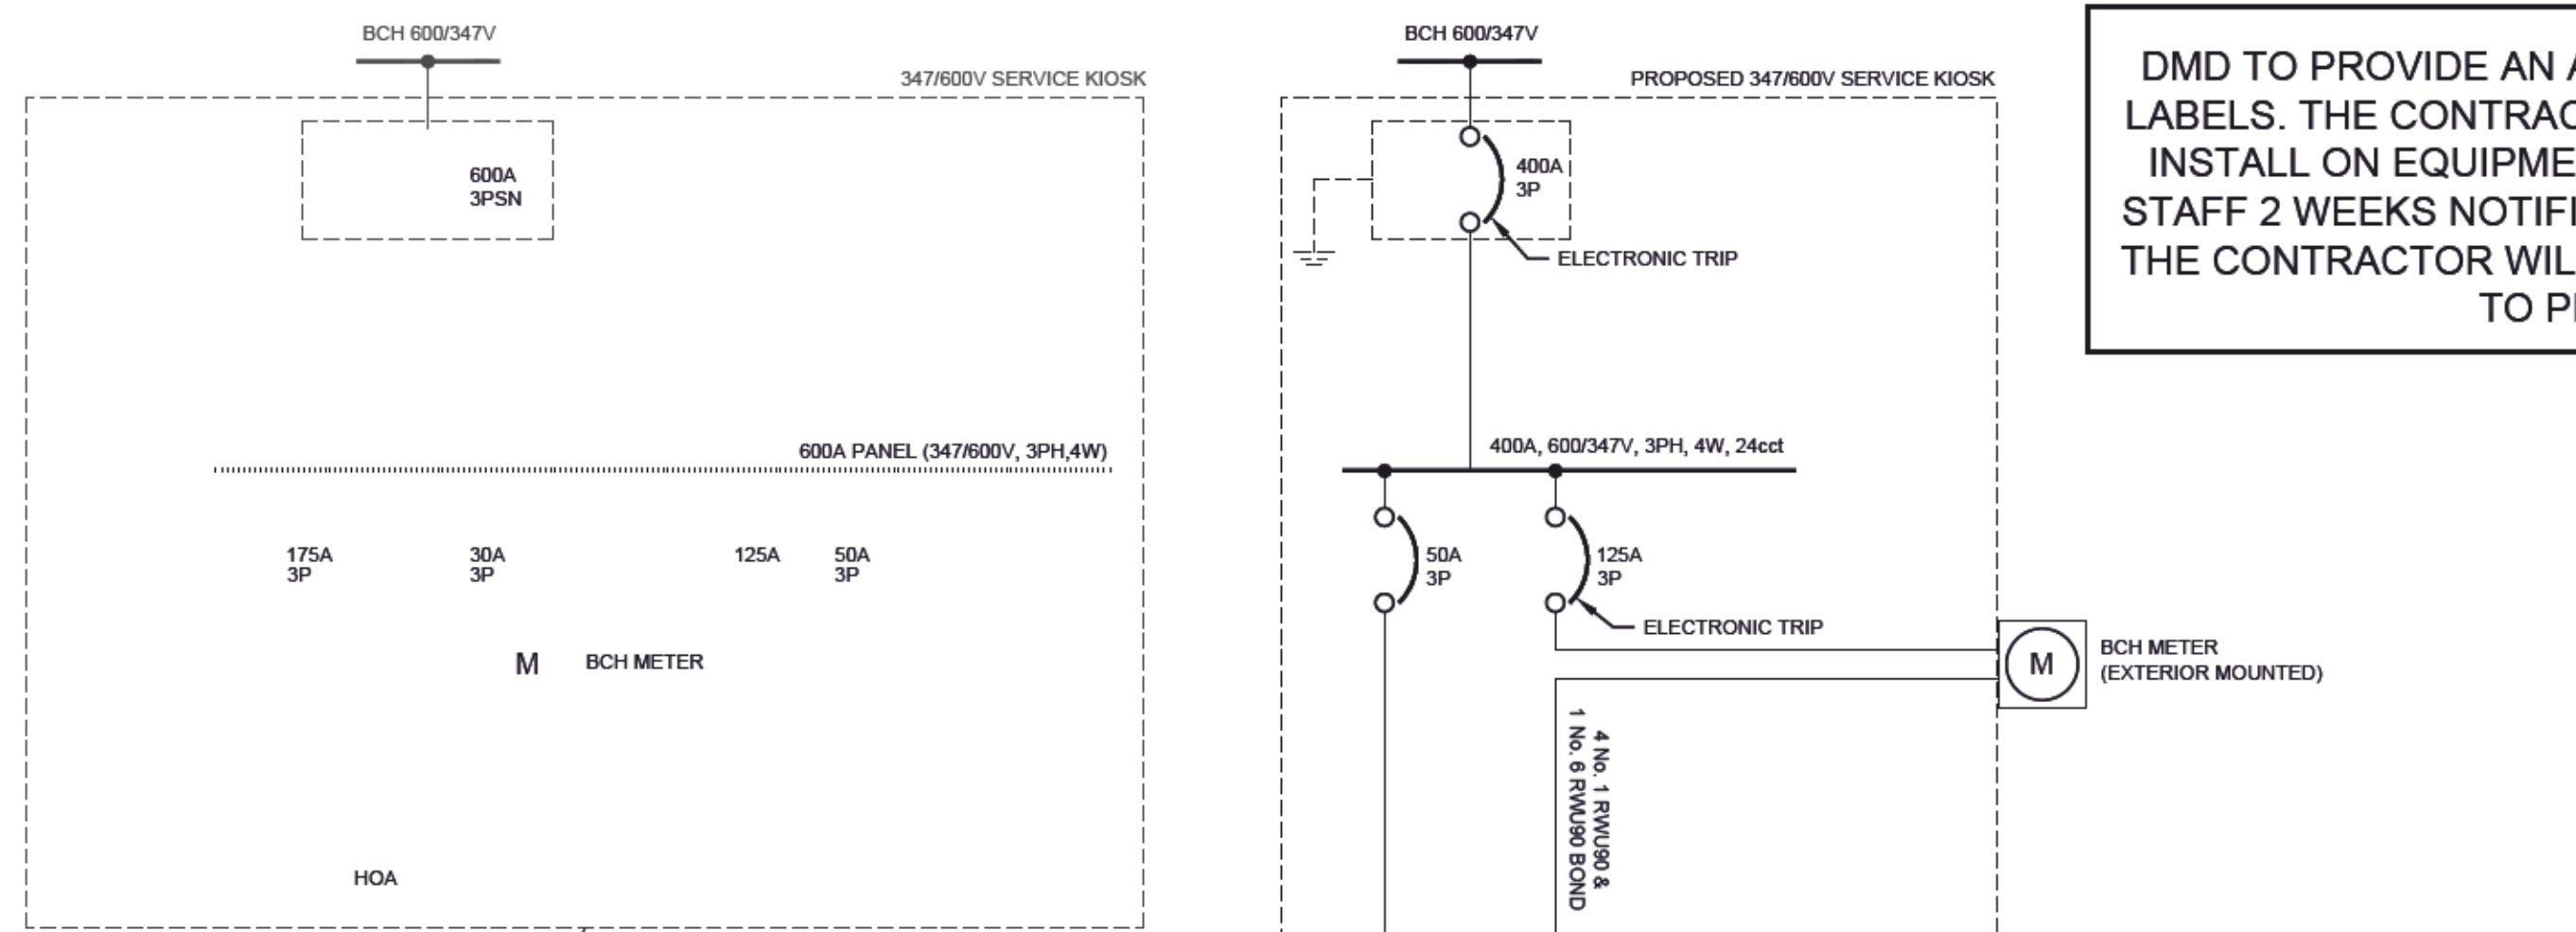 BCH 600/347V
347/600V SERVICE KIOSK
600A
3PSN
600A PANEL (347/600V, 3PH,4W)
175A
3P
30A
3P
125A
50A
3P
M
BCH METER
HOA
BCH 600/347V
PROPOSED 347/600V SERVICE KIOSK
400A
3P
ELECTRONIC TRIP
400A, 600/347V, 3PH, 4W, 24cct
50A
3P
125A
3P
ELECTRONIC TRIP
M
BCH METER
(EXTERIOR MOUNTED)
4 No. 1 RWU90 &
1 No. 6 RWU90 BOND
DMD TO PROVIDE AN
LABELS. THE CONTRAC
INSTALL ON EQUIPME
STAFF 2 WEEKS NOTIF
THE CONTRACTOR WIL
TO P